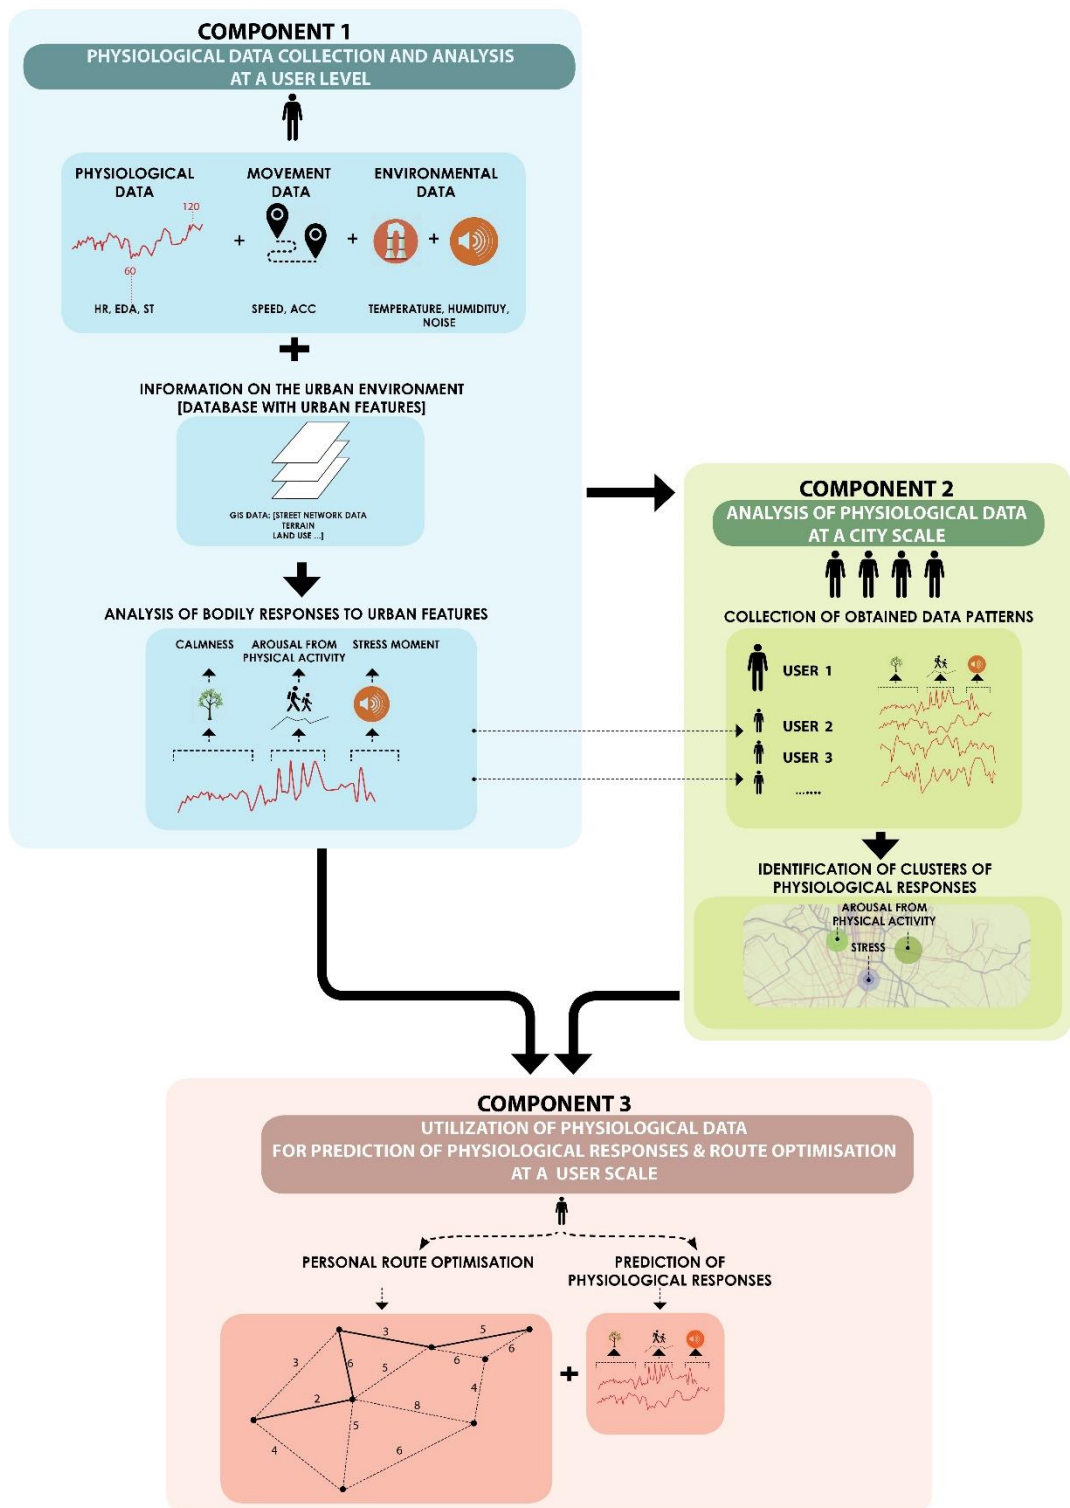 COMPONENT 1
PHYSIOLOGICAL DATA COLLECTION AND ANALYSIS
AT A USER LEVEL
PHYSIOLOGICAL
DATA
MOVEMENT
DATA
ENVIRONMENTAL
DATA
120
+
+
+
60
HR, EDA, ST
SPEED, ACC
TEMPERATURE, HUMIDITUY,
NOISE
+
INFORMATION ON THE URBAN ENVIRONMENT
[DATABASE WITH URBAN FEATURES]
GIS DATA: [STREET NETWORK DATA
TERRAIN
LAND USE ...]
ANALYSIS OF BODILY RESPONSES TO URBAN FEATURES
CALMNESS
AROUSAL FROM
PHYSICAL ACTIVITY
STRESS MOMENT
COMPONENT 2
ANALYSIS OF PHYSIOLOGICAL DATA
AT A CITY SCALE
COLLECTION OF OBTAINED DATA PATTERNS
USER 1
USER 2
USER 3
.......
IDENTIFICATION OF CLUSTERS OF
PHYSIOLOGICAL RESPONSES
AROUSAL FROM
PHYSICAL ACTIVITY
STRESS
COMPONENT 3
UTILIZATION OF PHYSIOLOGICAL DATA
FOR PREDICTION OF PHYSIOLOGICAL RESPONSES & ROUTE OPTIMISATION
AT A USER SCALE
PERSONAL ROUTE OPTIMISATION
PREDICTION OF
PHYSIOLOGICAL RESPONSES
3
5
3
6
5
6
6
2
4
8
5
4
6
+